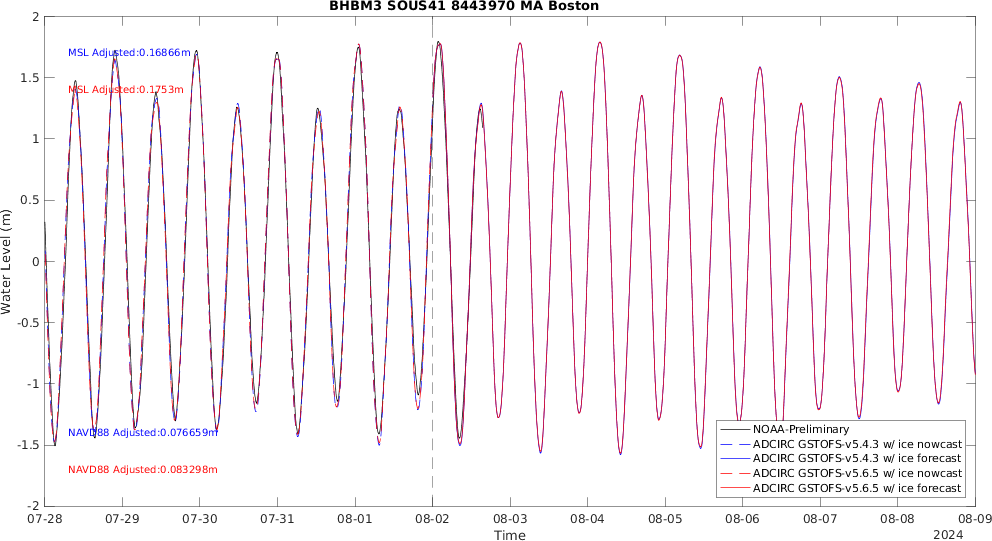 BHBM3 SOUS41 8443970 MA Boston
2
1.5
1
0.5
0
-0.5
-1
-1.5
-2
Water Level (m)
MSL Adjusted:0.16866m
MSL Adjusted:0.1753m
NAVD88 Adjusted:0.076659m
NAVD88 Adjusted:0.083298m
NOAA-Preliminary
ADCIRC GSTOFS-v5.4.3 w/ ice nowcast
ADCIRC GSTOFS-v5.4.3 w/ ice forecast
ADCIRC GSTOFS-v5.6.5 w/ ice nowcast
ADCIRC GSTOFS-v5.6.5 w/ ice forecast
07-28 07-29 07-30 07-31 08-01 08-02 08-03 08-04 08-05 08-06 08-07 08-08 08-09
Time
2024